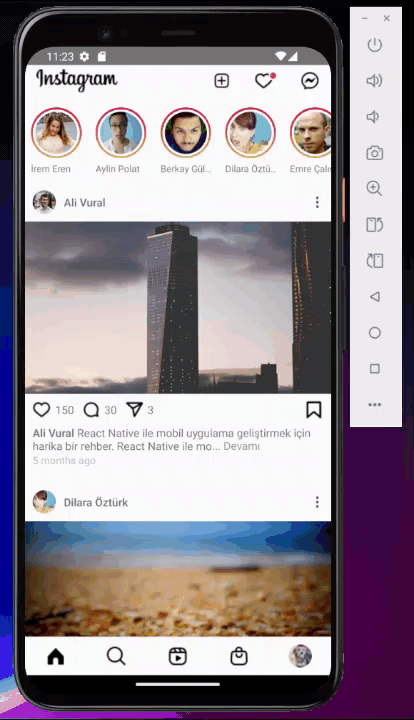 11:23
Instagram
İrem Eren
Aylin Polat
Berkay Gül...
Dilara Öztü...
Emre Çalış
Ali Vural
150
30
3
Ali Vural React Native ile mobil uygulama geliştirmek için
harika bir rehber. React Native ile mo... Devamı
5 months ago
Dilara Öztürk